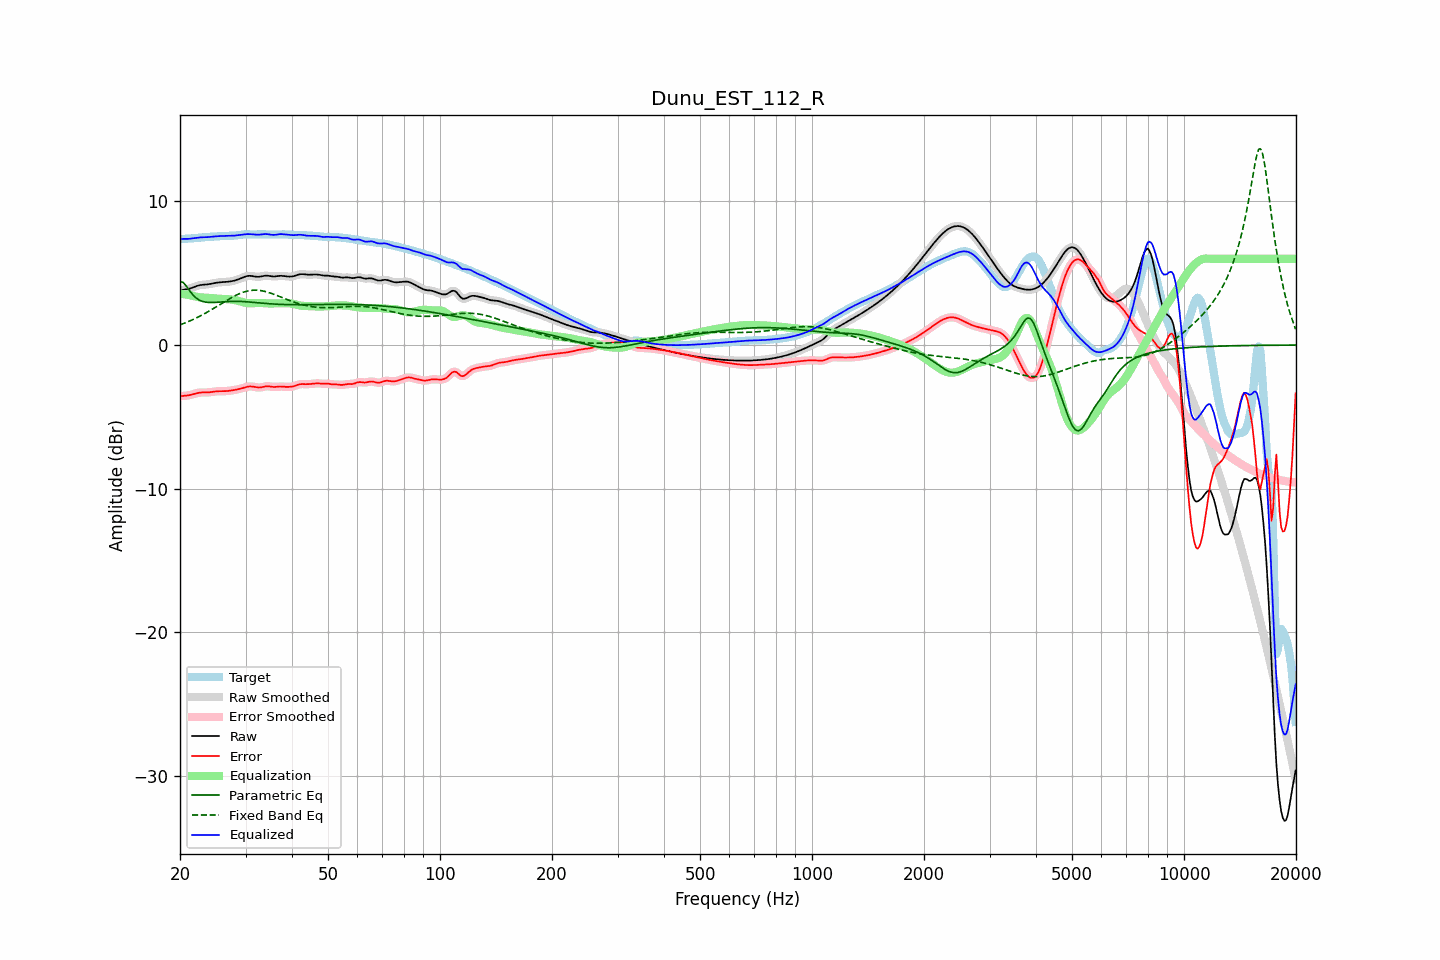 Dunu_EST_112_R
10
0
−10
−20
−30
Amplitude (dBr)
Target
Raw Smoothed
Error Smoothed
Raw
Error
Equalization
Parametric Eq
Fixed Band Eq
Equalized
20 50 100 200 500 1000 2000 5000 10000 20000
Frequency (Hz)